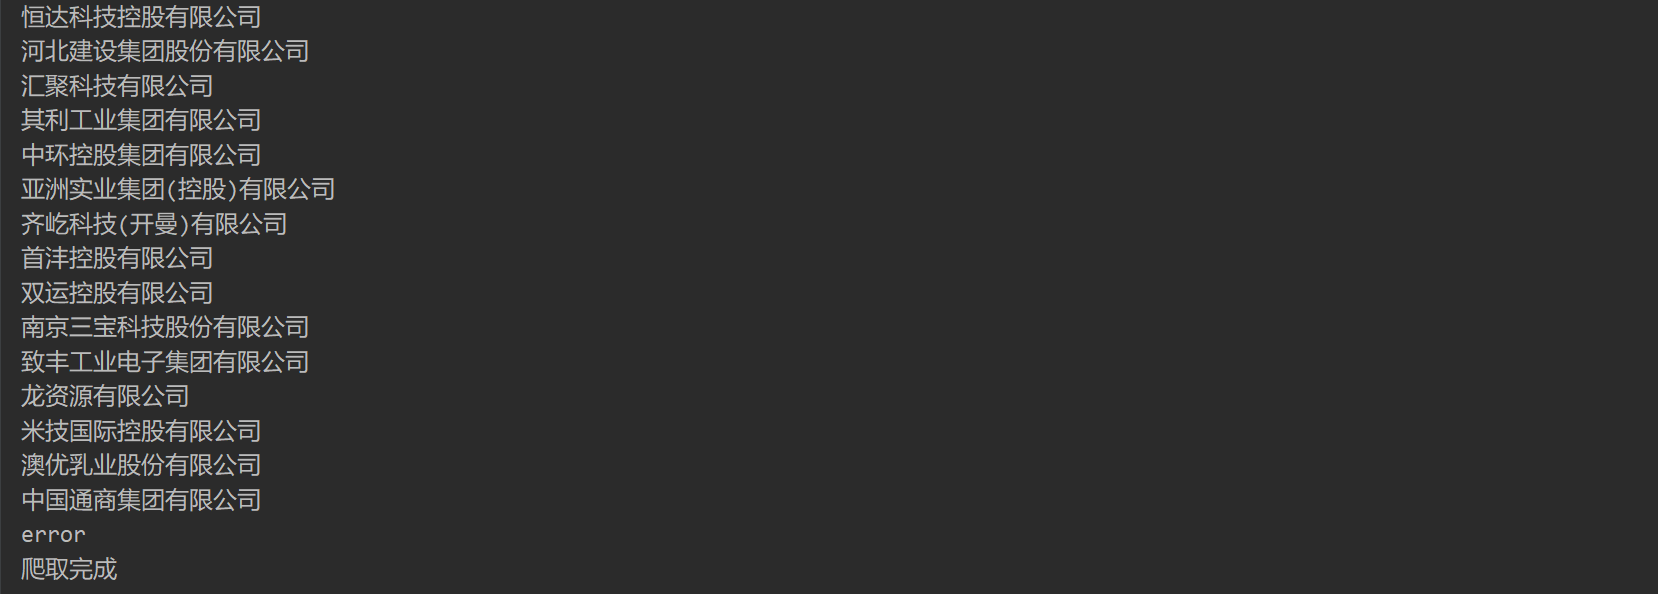 恒达科技控股有限公司
河北建设集团股份有限公司
汇聚科技有限公司
其利工业集团有限公司
中环控股集团有限公司
亚洲实业集团(控股)有限公司
齐屹科技(开曼)有限公司
首沣控股有限公司
双运控股有限公司
南京三宝科技股份有限公司
致丰工业电子集团有限公司
龙资源有限公司
米技国际控股有限公司
澳优乳业股份有限公司
中国通商集团有限公司
error
爬取完成